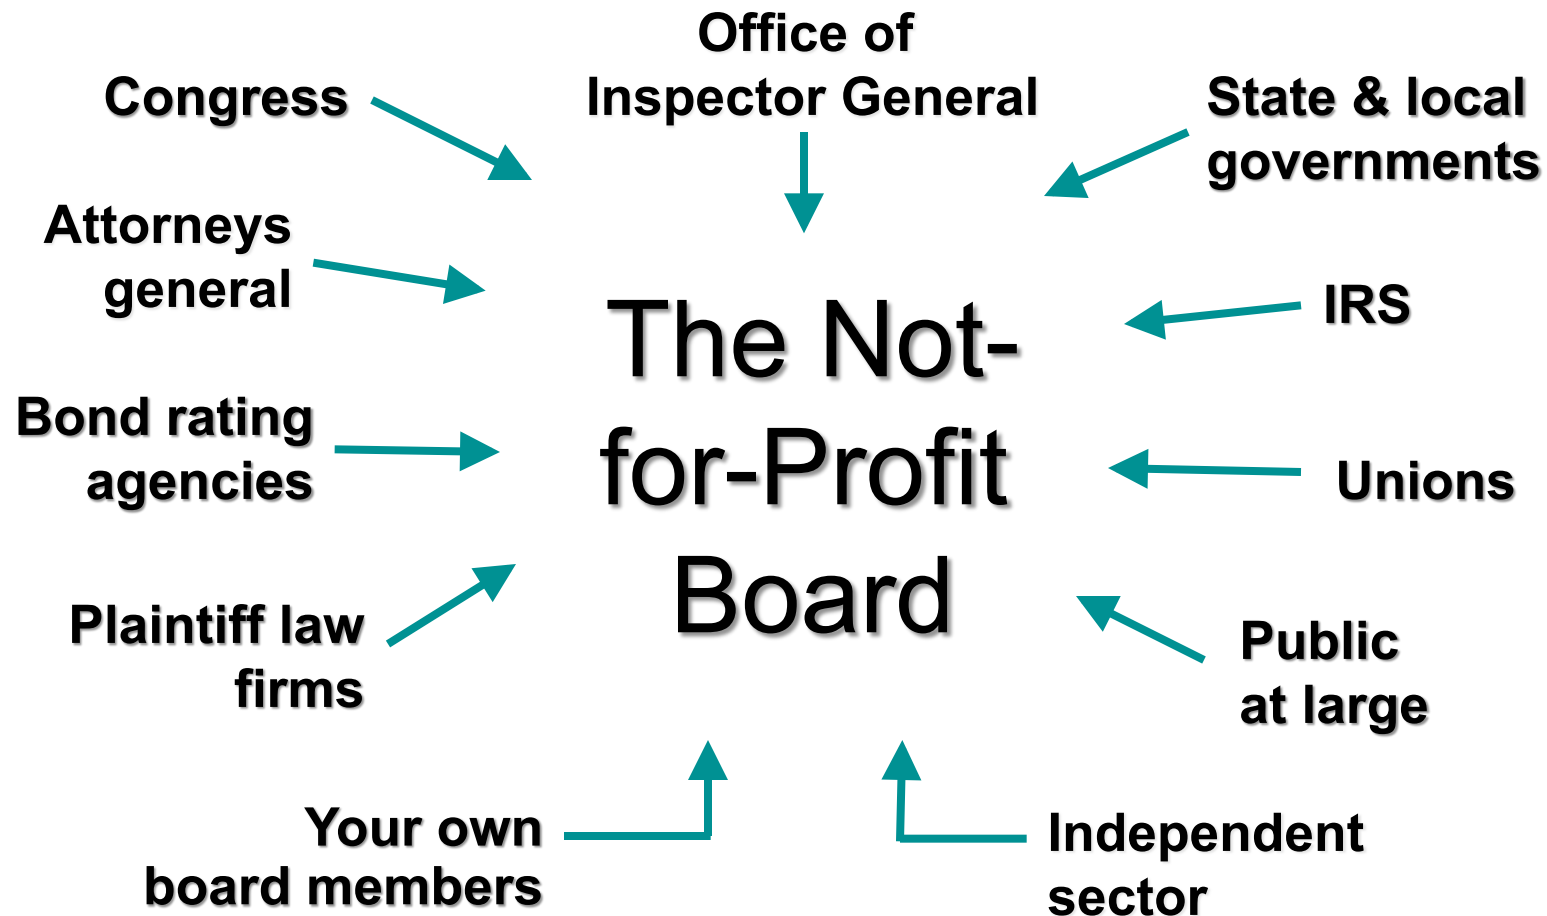 Office of
Inspector General
Congress
State & local
governments
Attorneys
general
IRS
The Not-
for-Profit
Board
Bond rating
agencies
Unions
Plaintiff law
firms
Public
at large
Your own
board members
Independent
sector